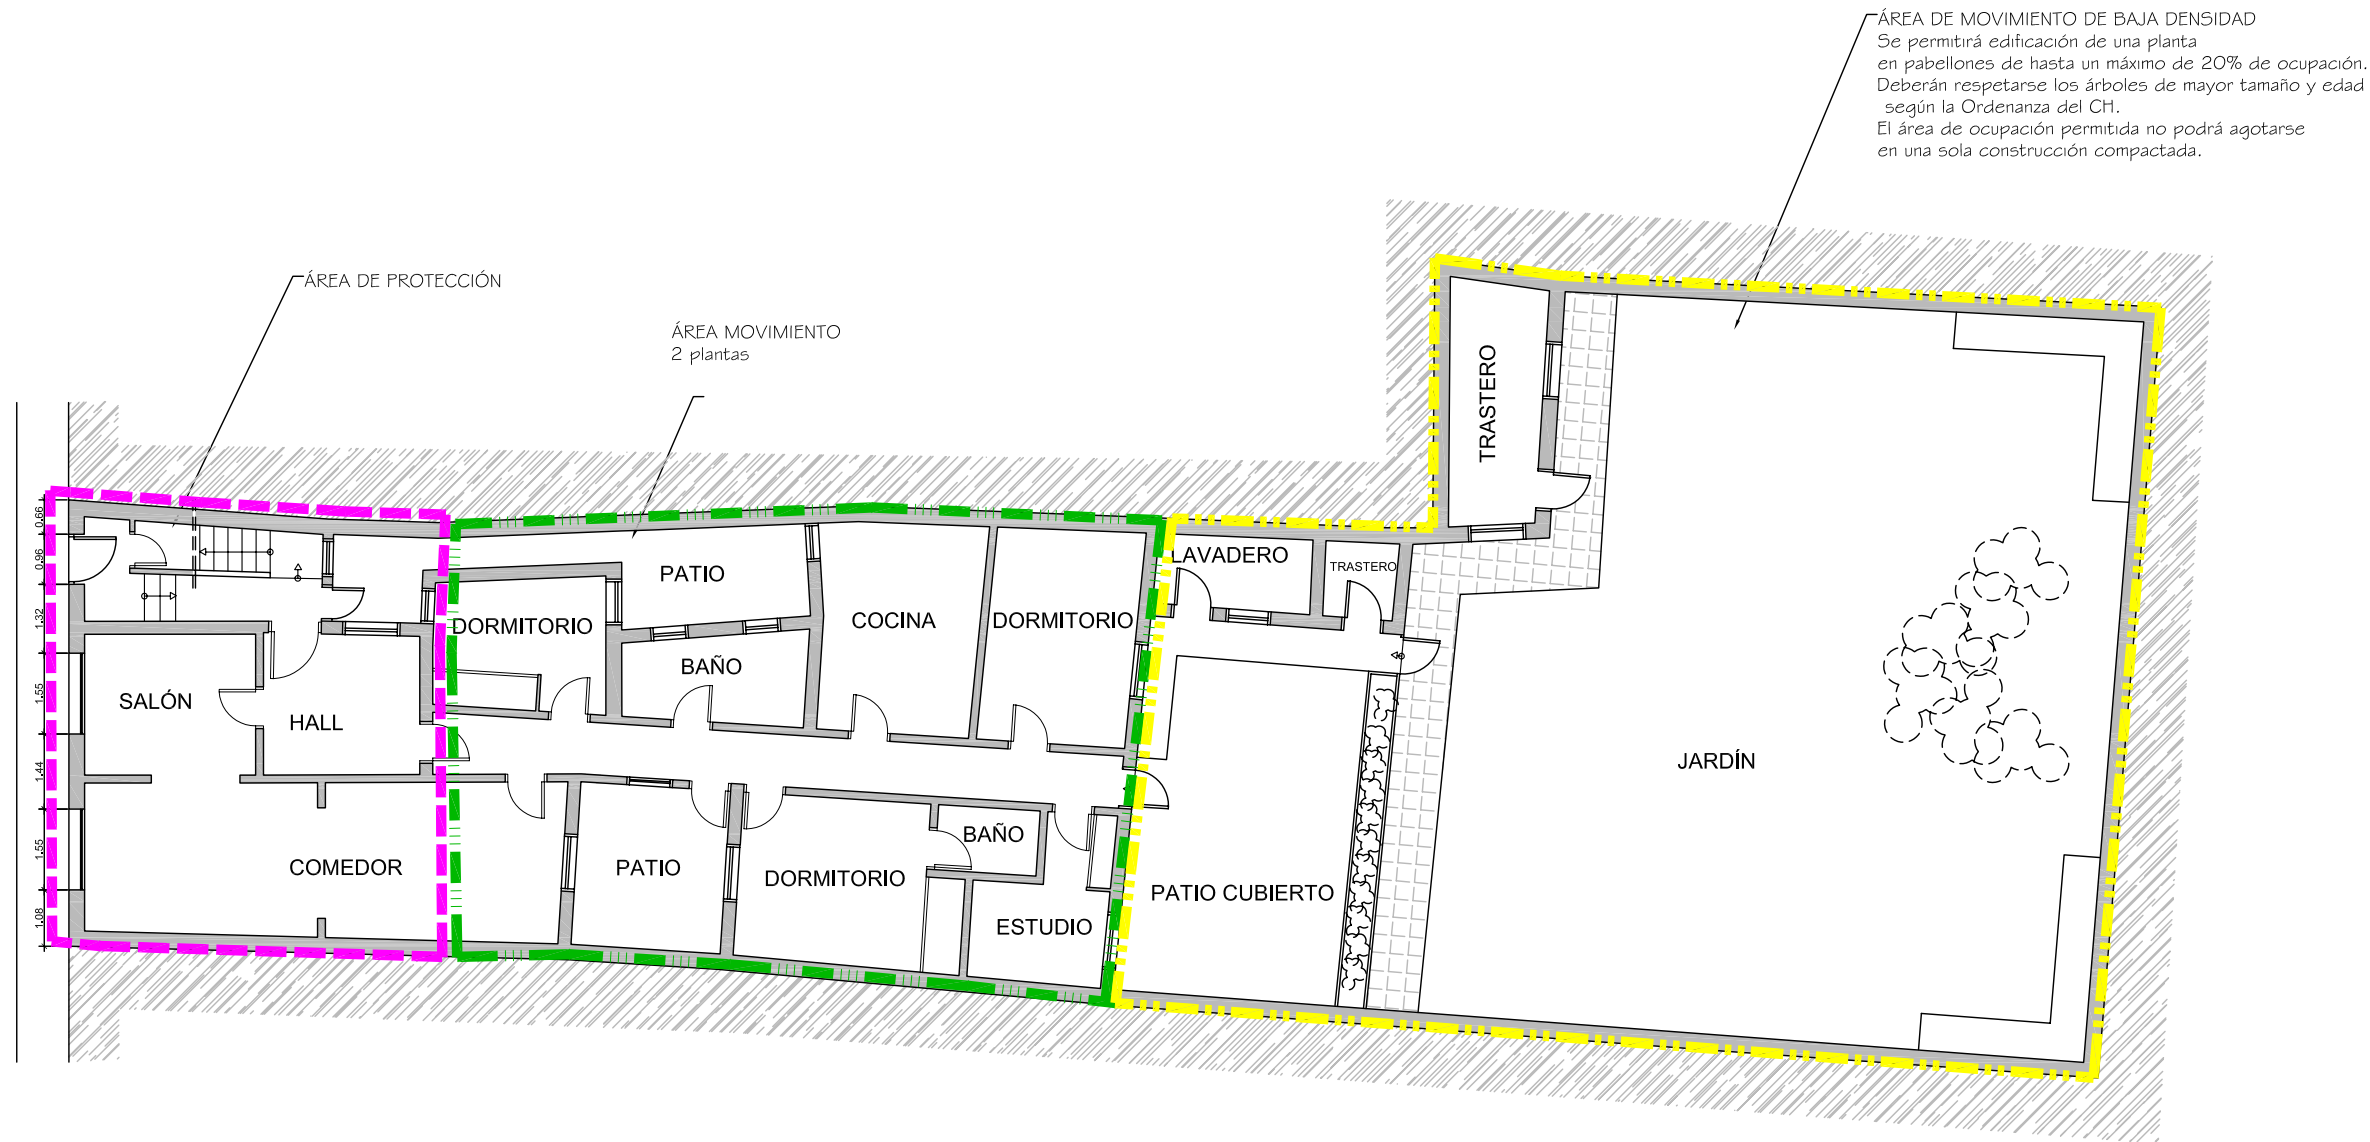 ÁREA DE MOVIMIENTO DE BAJA DENSIDAD
Se permitirá edificación de una planta
en pabellones de hasta un máximo de 20% de ocupación.
Deberán respetarse los árboles de mayor tamaño y edad
según la Ordenanza del CH.
El área de ocupación permitida no podrá agotarse
en una sola construcción compactada.
ÁREA DE PROTECCIÓN
ÁREA MOVIMIENTO
2 plantas
TRASTERO
0.66
0.96
1.32
1.55
1.44
1.55
1.08
PATIO
LAVADERO
TRASTERO
DORMITORIO
COCINA
DORMITORIO
BAÑO
SALÓN
HALL
JARDÍN
COMEDOR
PATIO
DORMITORIO
BAÑO
PATIO CUBIERTO
ESTUDIO